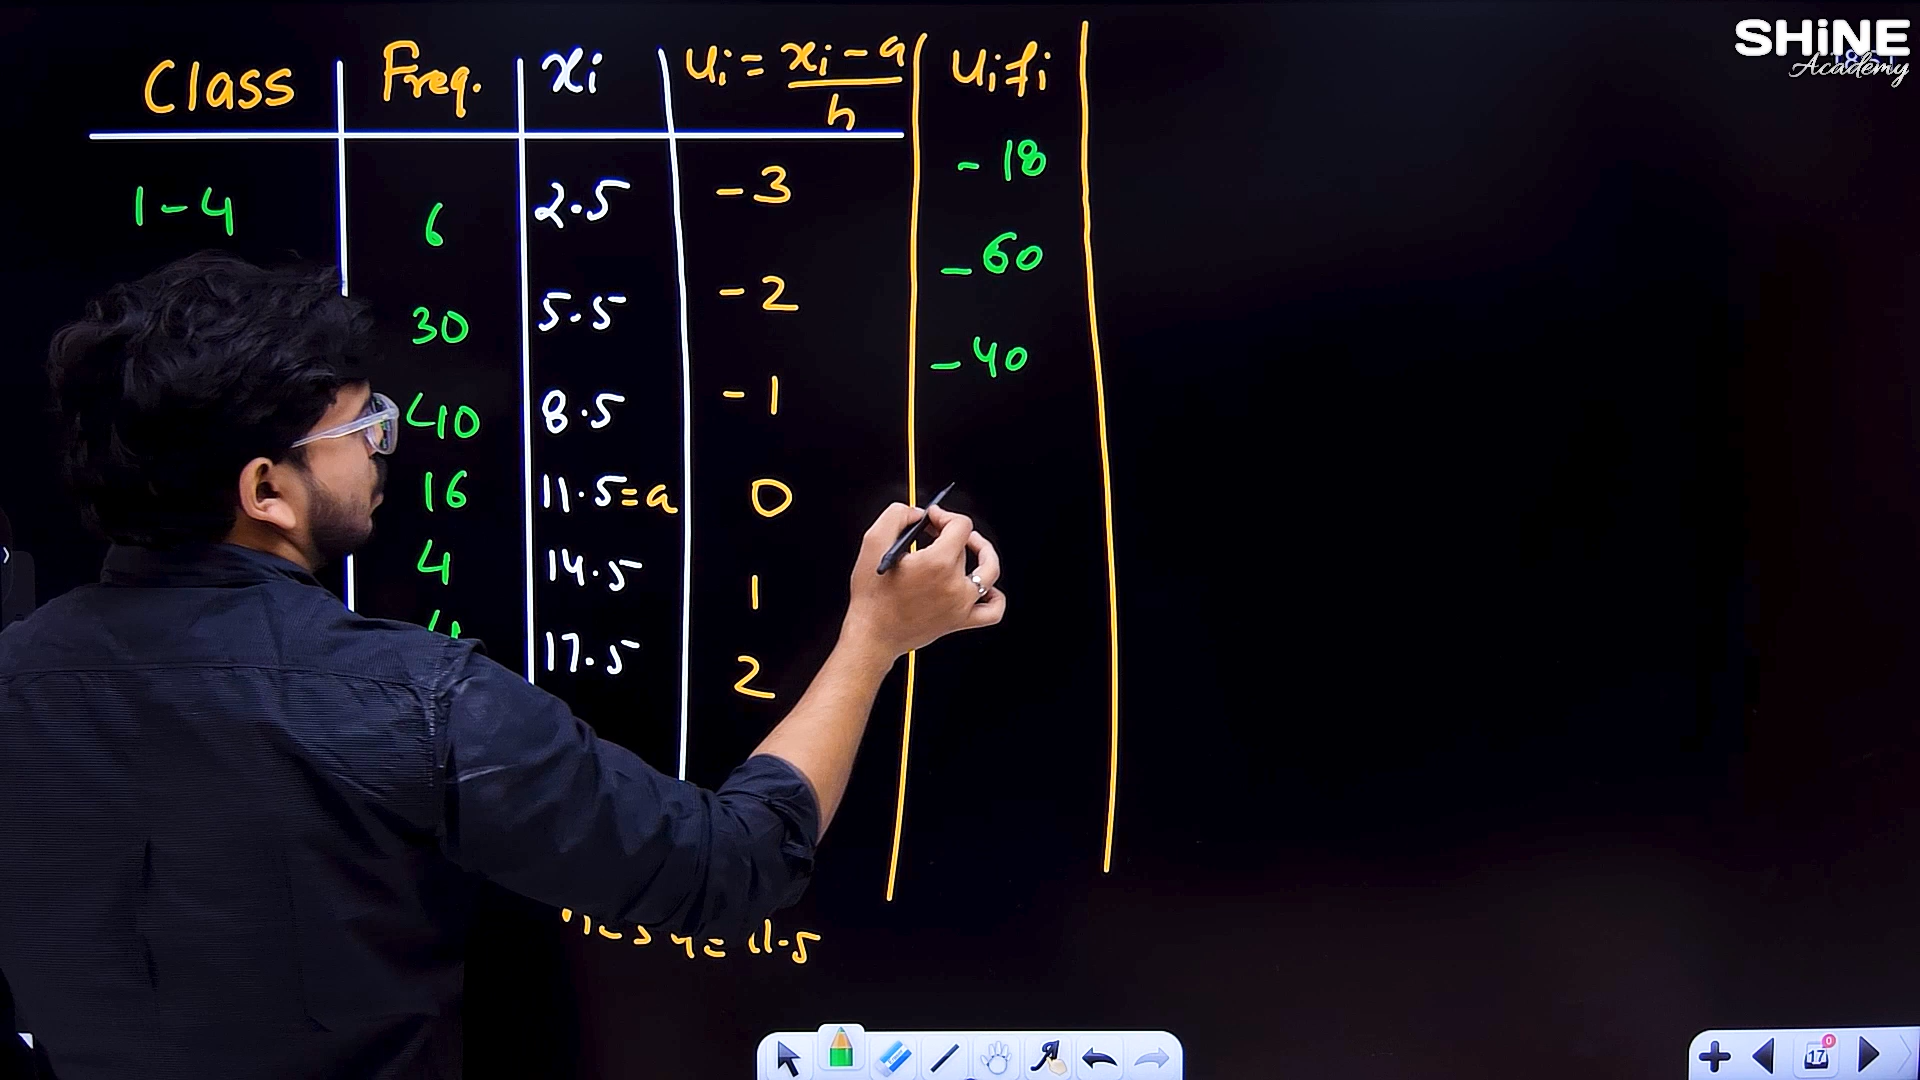 SHiNE
Academy
Class Freq. xi ui = xi - a / h uifi
1-4 6 2.5 -3 -18
30 5.5 -2 -60
40 8.5 -1 -40
16 11.5=a 0
4 14.5 1
17.5 2
= 11.5
17
0